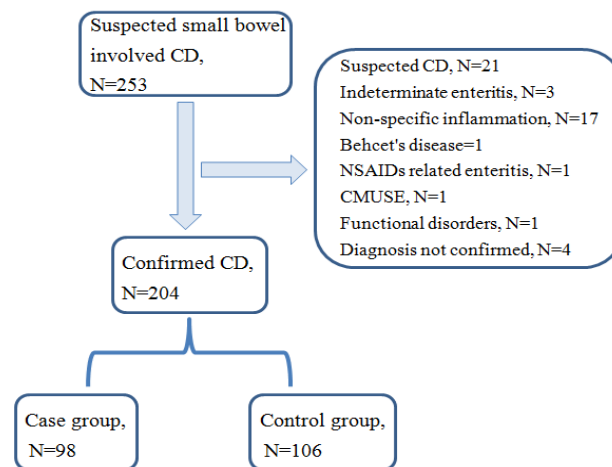 Suspected small bowel
involved CD,
N=253
Suspected CD, N=21
Indeterminate enteritis, N=3
Non-specific inflammation, N=17
Behcet's disease=1
NSAIDs related enteritis, N=1
CMUSE, N=1
Functional disorders, N=1
Diagnosis not confirmed, N=4
Confirmed CD,
N=204
Case group,
N=98
Control group,
N=106